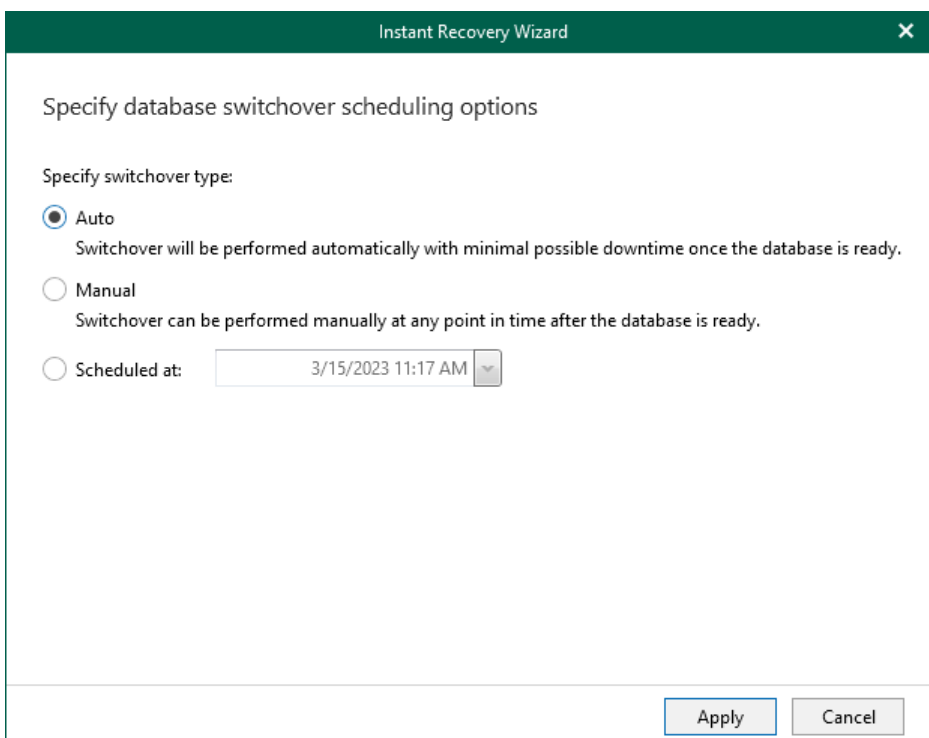 Instant Recovery Wizard
Specify database switchover scheduling options
Specify switchover type:
Auto
Switchover will be performed automatically with minimal possible downtime once the database is ready.
Manual
Switchover can be performed manually at any point in time after the database is ready.
Scheduled at: 3/15/2023 11:17 AM
Apply Cancel